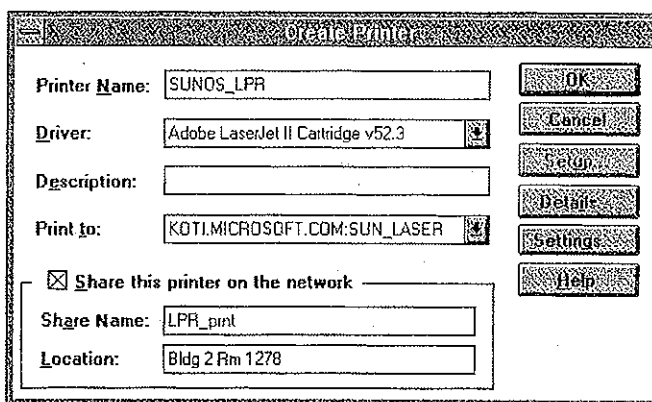 Create Printer
Printer Name: SUNOS_LPR
Driver: Adobe LaserJet II Cartridge v52.3
Description:
Print to: KOTI.MICROSOFT.COM:SUN_LASER
Share this printer on the network
Share Name: LPR_prnt
Location: Bldg 2 Rm 1278
OK
Cancel
Setup...
Details...
Settings...
Help